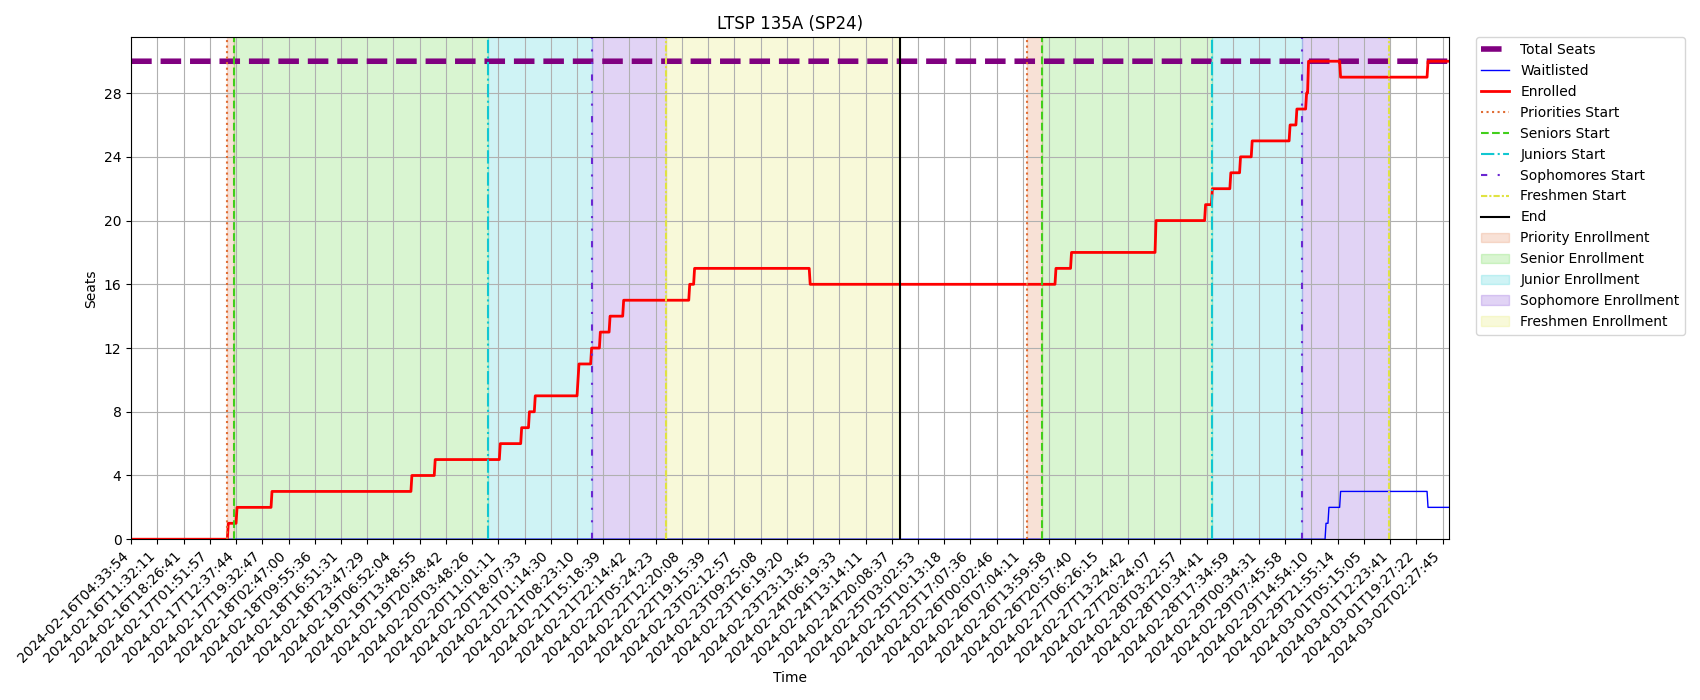 LTSP 135A (SP24)
Seats
28
24
20
16
12
8
4
0
2024-02-16T04:33:54
2024-02-16T11:32:11
2024-02-16T18:26:41
2024-02-17T01:51:57
2024-02-17T12:37:44
2024-02-17T19:32:47
2024-02-18T02:47:00
2024-02-18T09:55:36
2024-02-18T16:51:31
2024-02-18T23:47:29
2024-02-19T06:52:04
2024-02-19T13:48:55
2024-02-19T20:48:42
2024-02-20T03:48:26
2024-02-20T11:01:11
2024-02-20T18:07:33
2024-02-21T01:14:30
2024-02-21T08:23:10
2024-02-21T15:18:39
2024-02-21T22:14:42
2024-02-22T05:24:23
2024-02-22T12:20:08
2024-02-22T19:15:39
2024-02-23T02:12:57
2024-02-23T09:25:08
2024-02-23T16:19:20
2024-02-23T23:13:45
2024-02-24T06:19:33
2024-02-24T13:14:11
2024-02-24T20:08:37
2024-02-25T03:02:53
2024-02-25T10:13:18
2024-02-25T17:07:36
2024-02-26T00:02:46
2024-02-26T07:04:11
2024-02-26T13:59:58
2024-02-26T20:57:40
2024-02-27T06:26:15
2024-02-27T13:24:42
2024-02-27T20:24:07
2024-02-28T03:22:57
2024-02-28T10:34:41
2024-02-28T17:34:59
2024-02-29T00:34:31
2024-02-29T07:45:58
2024-02-29T14:54:10
2024-02-29T21:55:14
2024-03-01T05:15:05
2024-03-01T12:23:41
2024-03-01T19:27:22
2024-03-02T02:27:45
Time
Total Seats
Waitlisted
Enrolled
Priorities Start
Seniors Start
Juniors Start
Sophomores Start
Freshmen Start
End
Priority Enrollment
Senior Enrollment
Junior Enrollment
Sophomore Enrollment
Freshmen Enrollment